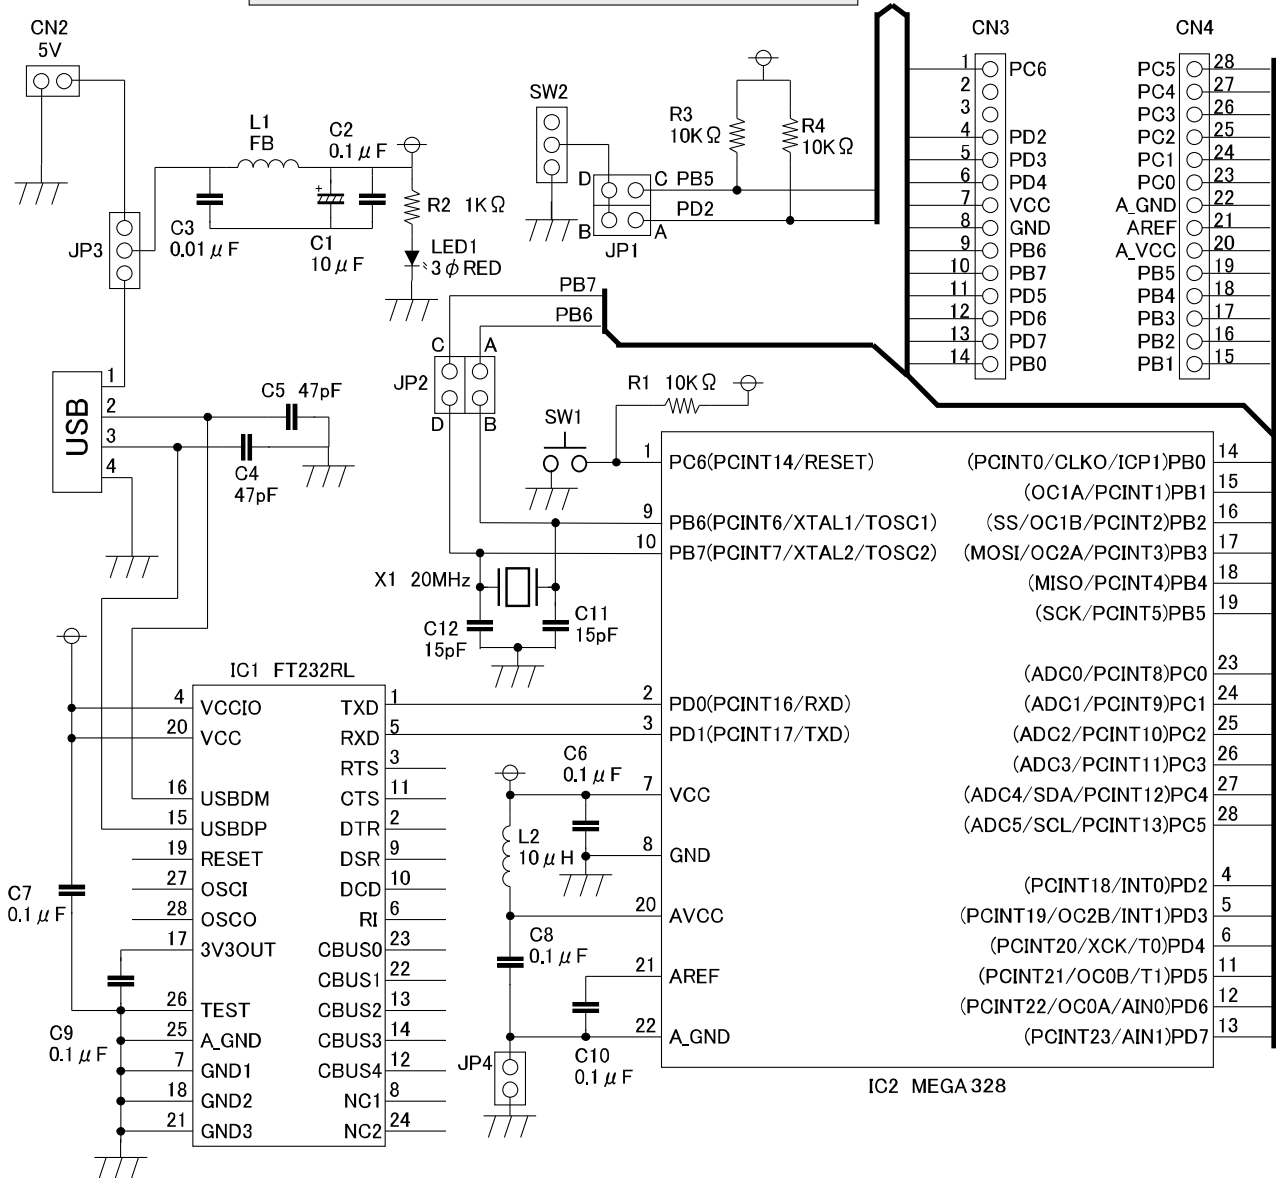 CN2
5V
L1
FB
C2
0.1μF
C3
0.01μF
+
C1
10μF
R2 1KΩ
LED1
3φRED
JP3
SW2
D
C
B
A
JP1
PB5
PD2
R3
10KΩ
R4
10KΩ
PB7
PB6
C
A
JP2
D
B
CN3
1 PC6
2
3
4 PD2
5 PD3
6 PD4
7 VCC
8 GND
9 PB6
10 PB7
11 PD5
12 PD6
13 PD7
14 PB0
CN4
PC5 28
PC4 27
PC3 26
PC2 25
PC1 24
PC0 23
A_GND 22
AREF 21
A_VCC 20
PB5 19
PB4 18
PB3 17
PB2 16
PB1 15
USB
1
2
3
4
C5 47pF
C4
47pF
R1 10KΩ
SW1
X1 20MHz
C12
15pF
C11
15pF
IC1 FT232RL
4 VCCIO
20 VCC
16 USBDM
15 USBDP
19 RESET
27 OSCI
28 OSCO
17 3V3OUT
26 TEST
25 A_GND
7 GND1
18 GND2
21 GND3
TXD 1
RXD 5
RTS 3
CTS 11
DTR 2
DSR 9
DCD 10
RI 6
CBUS0 23
CBUS1 22
CBUS2 13
CBUS3 14
CBUS4 12
NC1 8
NC2 24
C7
0.1μF
C9
0.1μF
C6
0.1μF
L2
10μH
C8
0.1μF
C10
0.1μF
JP4
1 PC6(PCINT14/RESET)
9 PB6(PCINT6/XTAL1/TOSC1)
10 PB7(PCINT7/XTAL2/TOSC2)
2 PD0(PCINT16/RXD)
3 PD1(PCINT17/TXD)
7 VCC
8 GND
20 AVCC
21 AREF
22 A_GND
(PCINT0/CLKO/ICP1)PB0 14
(OC1A/PCINT1)PB1 15
(SS/OC1B/PCINT2)PB2 16
(MOSI/OC2A/PCINT3)PB3 17
(MISO/PCINT4)PB4 18
(SCK/PCINT5)PB5 19
(ADC0/PCINT8)PC0 23
(ADC1/PCINT9)PC1 24
(ADC2/PCINT10)PC2 25
(ADC3/PCINT11)PC3 26
(ADC4/SDA/PCINT12)PC4 27
(ADC5/SCL/PCINT13)PC5 28
(PCINT18/INT0)PD2 4
(PCINT19/OC2B/INT1)PD3 5
(PCINT20/XCK/T0)PD4 6
(PCINT21/OC0B/T1)PD5 11
(PCINT22/OC0A/AIN0)PD6 12
(PCINT23/AIN1)PD7 13
IC2 MEGA328